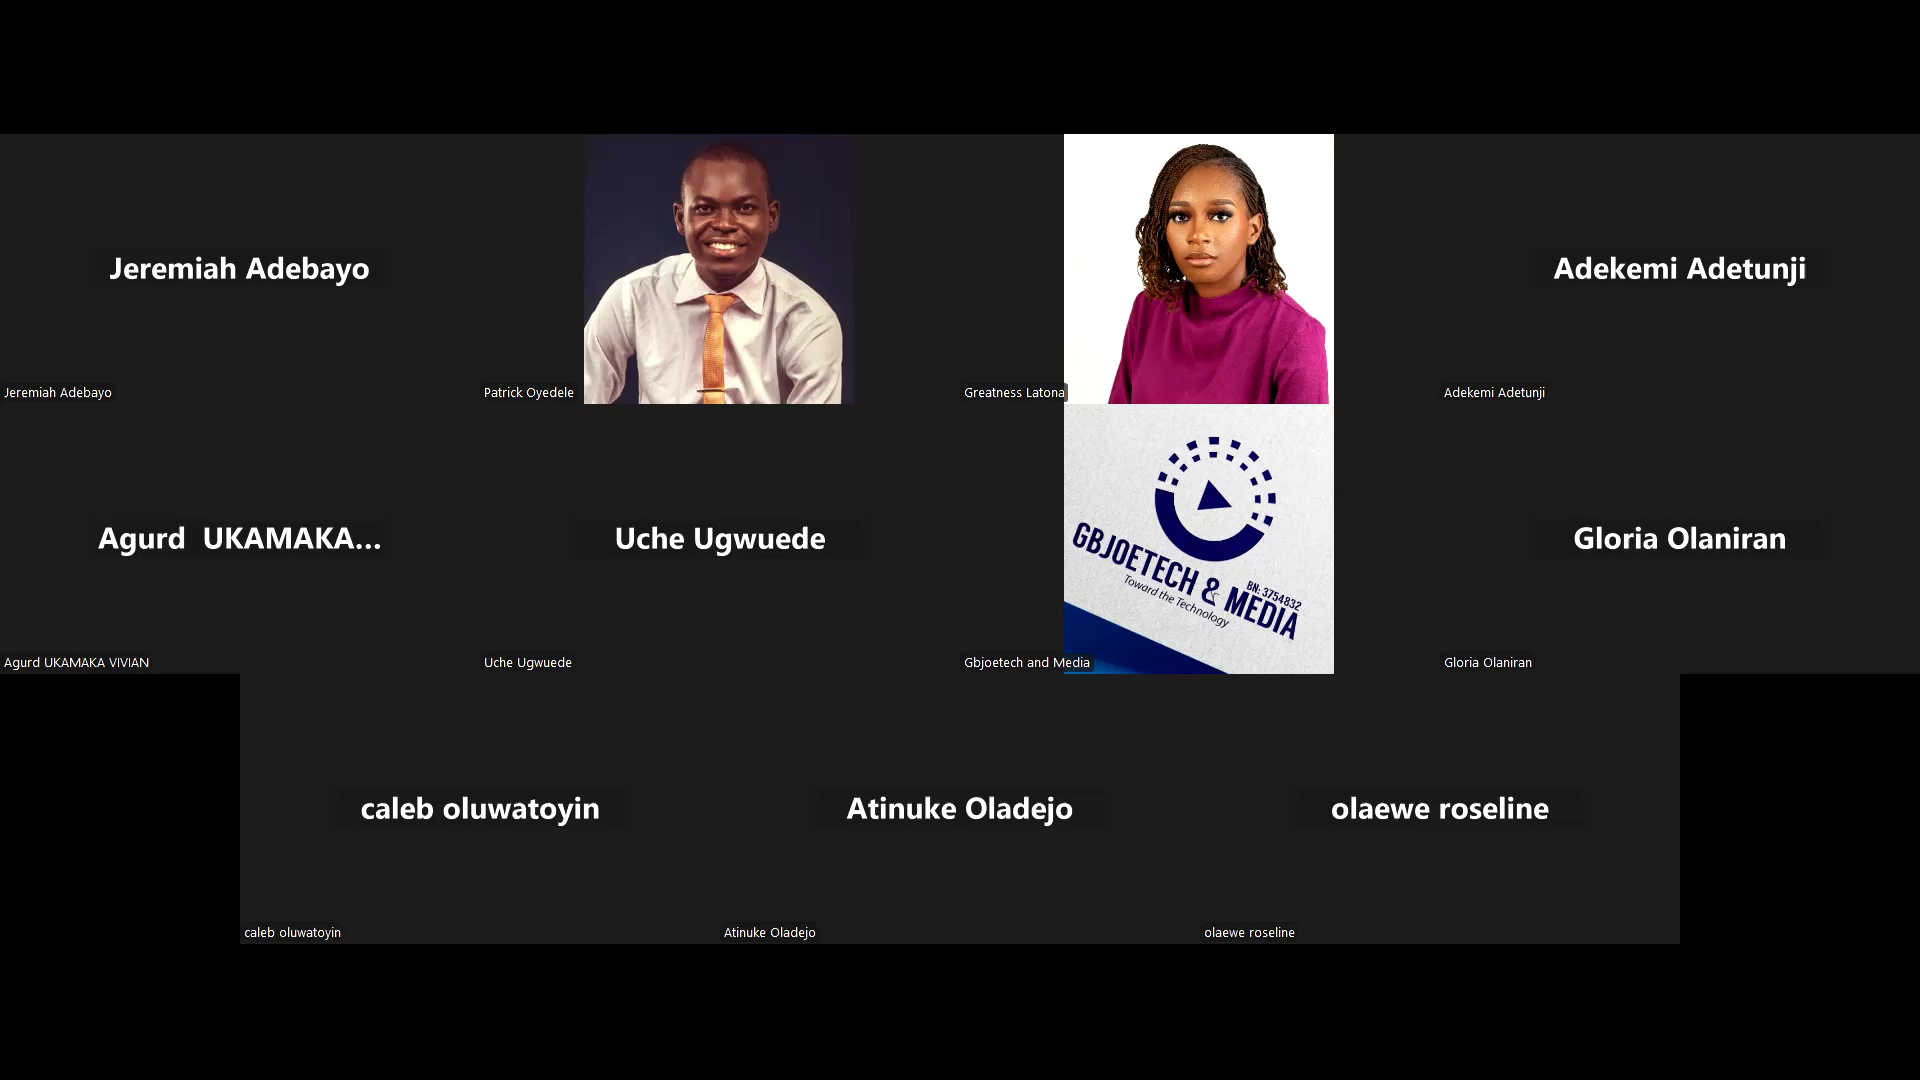 Jeremiah Adebayo
Adekemi Adetunji
Jeremiah Adebayo
Patrick Oyedele
Greatness Latona
Adekemi Adetunji
Agurd  UKAMAKA...
Uche Ugwuede
GBJOETECH & MEDIA
BN: 3754832
Toward the Technology
Gloria Olaniran
Agurd UKAMAKA VIVIAN
Uche Ugwuede
Gbjoetech and Media
Gloria Olaniran
caleb oluwatoyin
Atinuke Oladejo
olaewe roseline
caleb oluwatoyin
Atinuke Oladejo
olaewe roseline